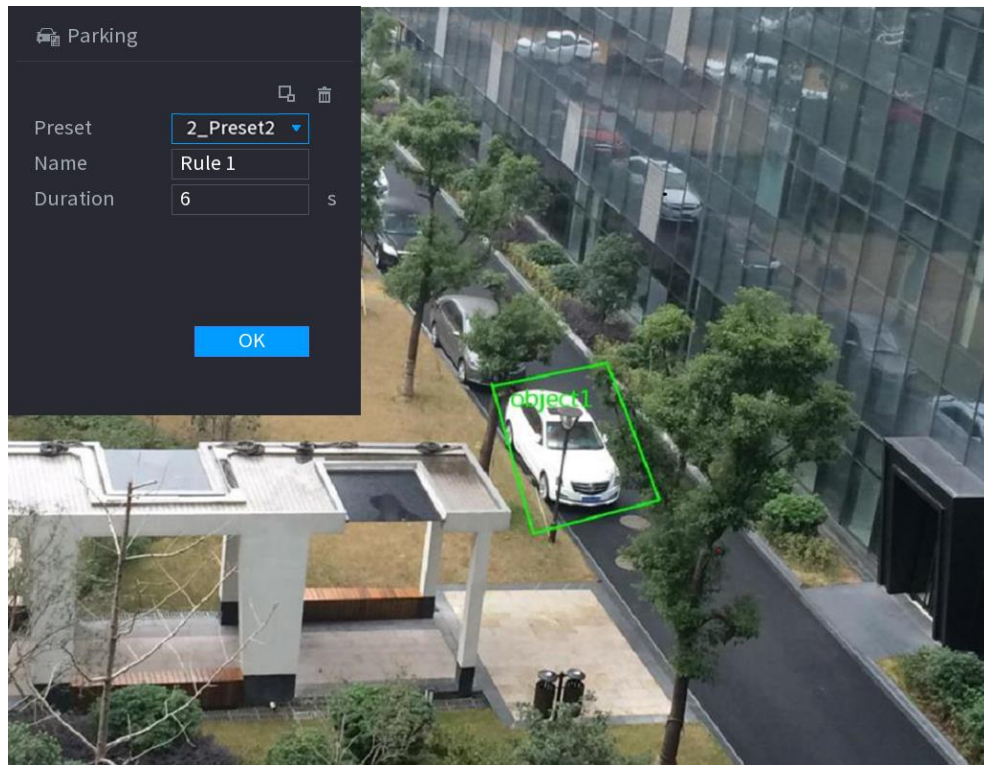 Parking
Preset 2_Preset2
Name Rule 1
Duration 6 s
OK
object1